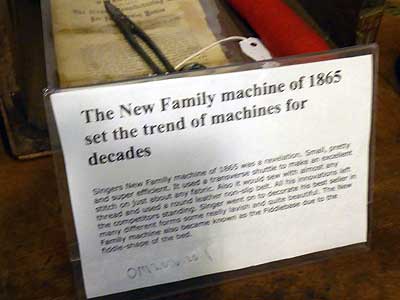 The New Family machine of 1865
set the trend of machines for
decades
Singers New Family machine of 1865 was a revelation. Small, pretty
and super efficient. It used a transverse shuttle to make an excellent
stitch on just about any fabric. Also it would sew with almost any
thread and used a round leather non-slip belt. All his innovations left
the competitors standing. Singer went on to decorate his best seller in
many different forms some really lavish and quite beautiful. The New
Family machine also became known as the Fiddlebase due to the
fiddle-shape of the bed.